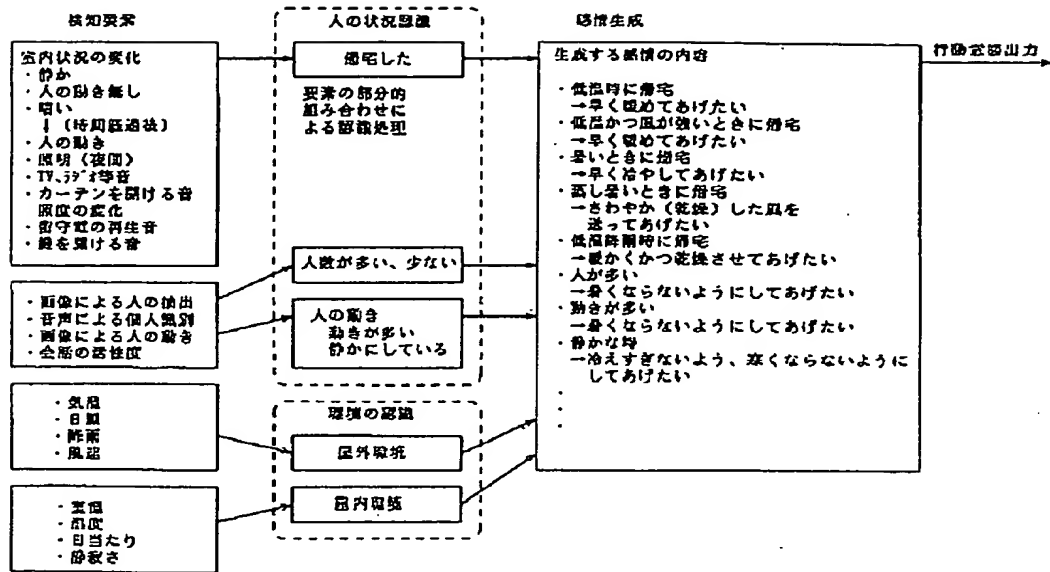 検知要素
室内状況の変化
・静か
・人の動き無し
・暗い
↓（時間経過後）
・人の動き
・照明（夜間）
・TV、ラジオ等音
・カーテンを開ける音
照度の変化
・留守電の再生音
・鍵を開ける音
・画像による人の抽出
・音声による個人識別
・画像による人の動き
・会話の活性度
・気温
・日照
・降雨
・風速
・室温
・湿度
・日当たり
・静寂さ
人の状況認識
帰宅した
要素の部分的
組み合わせに
よる認識処理
人数が多い、少ない
人の動き
動きが多い
静かにしている
環境の認識
屋外環境
室内環境
感情生成
生成する感情の内容
・低温時に帰宅
→早く暖めてあげたい
・低温かつ風が強いときに帰宅
→早く暖めてあげたい
・暑いときに帰宅
→早く冷やしてあげたい
・蒸し暑いときに帰宅
→さわやか（乾燥）した風を
送ってあげたい
・低温降雨時に帰宅
→暖かくかつ乾燥させてあげたい
・人が多い
→暑くならないようにしてあげたい
・動きが多い
→暑くならないようにしてあげたい
・静かな時
→冷えすぎないよう、寒くならないように
してあげたい
・
・
・
出力